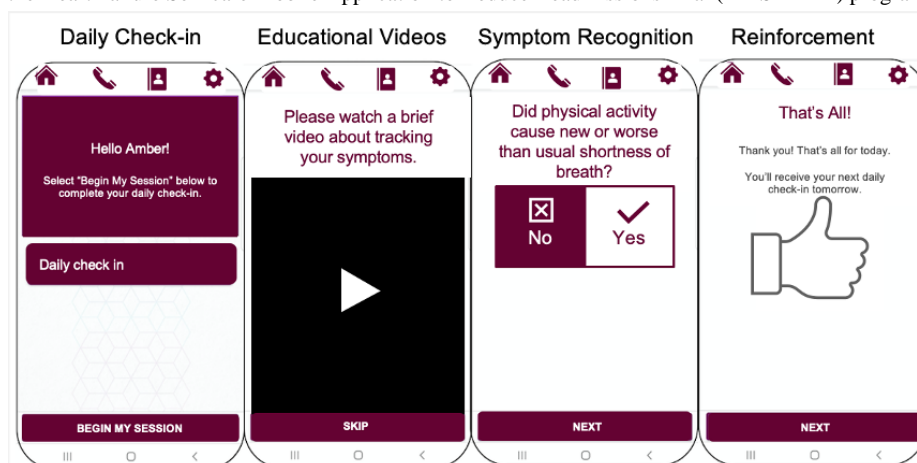 Daily Check-in
Educational Videos
Symptom Recognition
Reinforcement
Hello Amber!
Select "Begin My Session" below to
complete your daily check-in.
Daily check in
BEGIN MY SESSION
Please watch a brief
video about tracking
your symptoms.
SKIP
Did physical activity
cause new or worse
than usual shortness of
breath?
No
Yes
NEXT
That's All!
Thank you! That's all for today.
You'll receive your next daily
check-in tomorrow.
NEXT